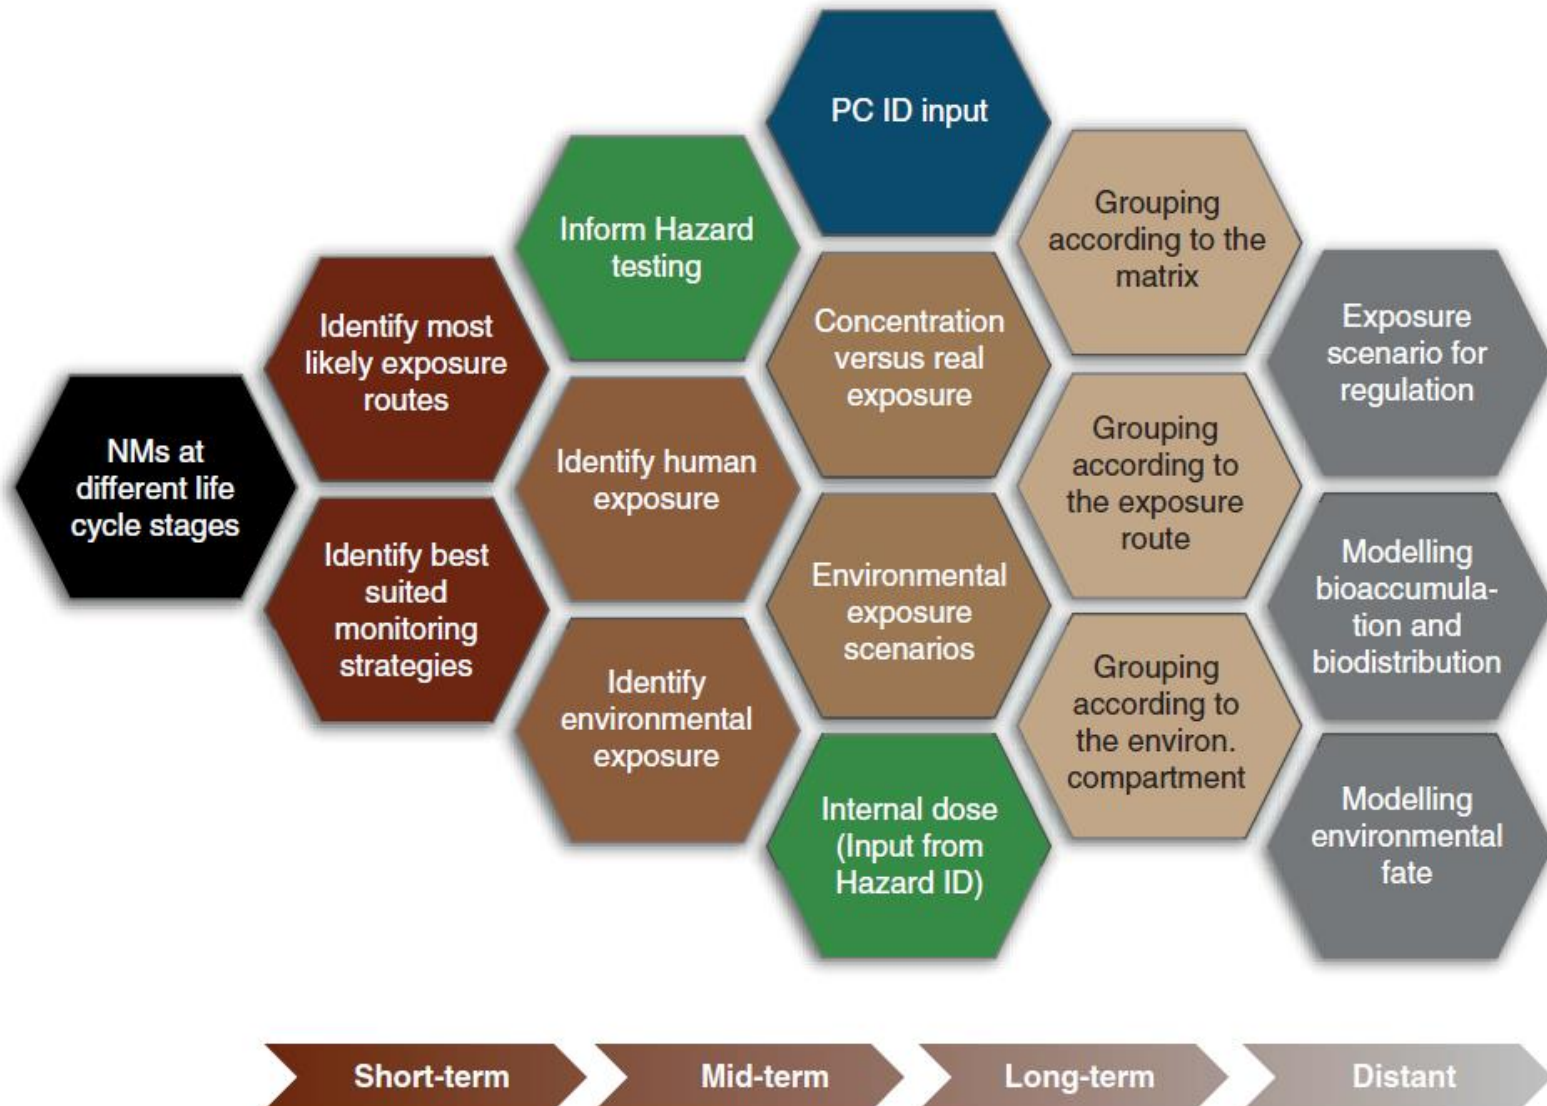 NMs at
different life
cycle stages
Identify most
likely exposure
routes
Identify best
suited
monitoring
strategies
Inform Hazard
testing
Identify human
exposure
Identify
environmental
exposure
PC ID input
Concentration
versus real
exposure
Environmental
exposure
scenarios
Internal dose
(Input from
Hazard ID)
Grouping
according to the
matrix
Grouping
according to
the exposure
route
Grouping
according to
the environ.
compartment
Exposure
scenario for
regulation
Modelling
bioaccumula-
tion and
biodistribution
Modelling
environmental
fate
Short-term
Mid-term
Long-term
Distant